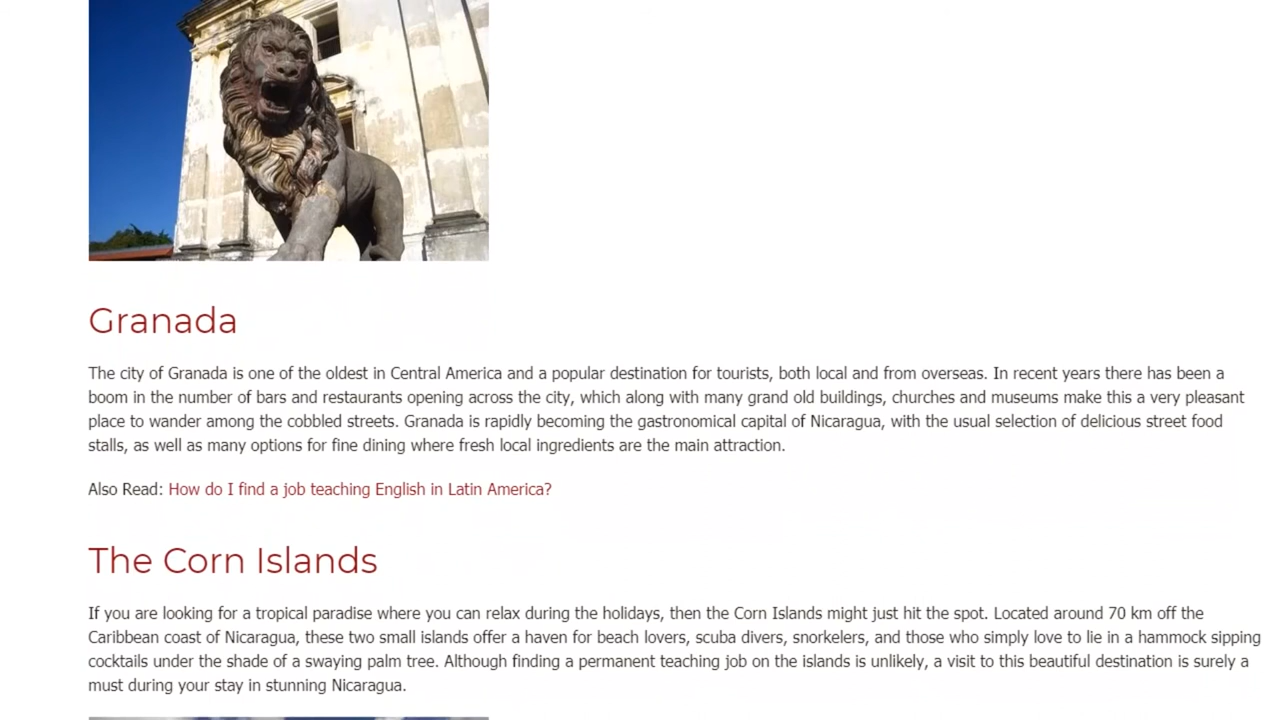 Granada
The city of Granada is one of the oldest in Central America and a popular destination for tourists, both local and from overseas. In recent years there has been a
boom in the number of bars and restaurants opening across the city, which along with many grand old buildings, churches and museums make this a very pleasant
place to wander among the cobbled streets. Granada is rapidly becoming the gastronomical capital of Nicaragua, with the usual selection of delicious street food
stalls, as well as many options for fine dining where fresh local ingredients are the main attraction.
Also Read: How do I find a job teaching English in Latin America?
The Corn Islands
If you are looking for a tropical paradise where you can relax during the holidays, then the Corn Islands might just hit the spot. Located around 70 km off the
Caribbean coast of Nicaragua, these two small islands offer a haven for beach lovers, scuba divers, snorkelers, and those who simply love to lie in a hammock sipping
cocktails under the shade of a swaying palm tree. Although finding a permanent teaching job on the islands is unlikely, a visit to this beautiful destination is surely a
must during your stay in stunning Nicaragua.